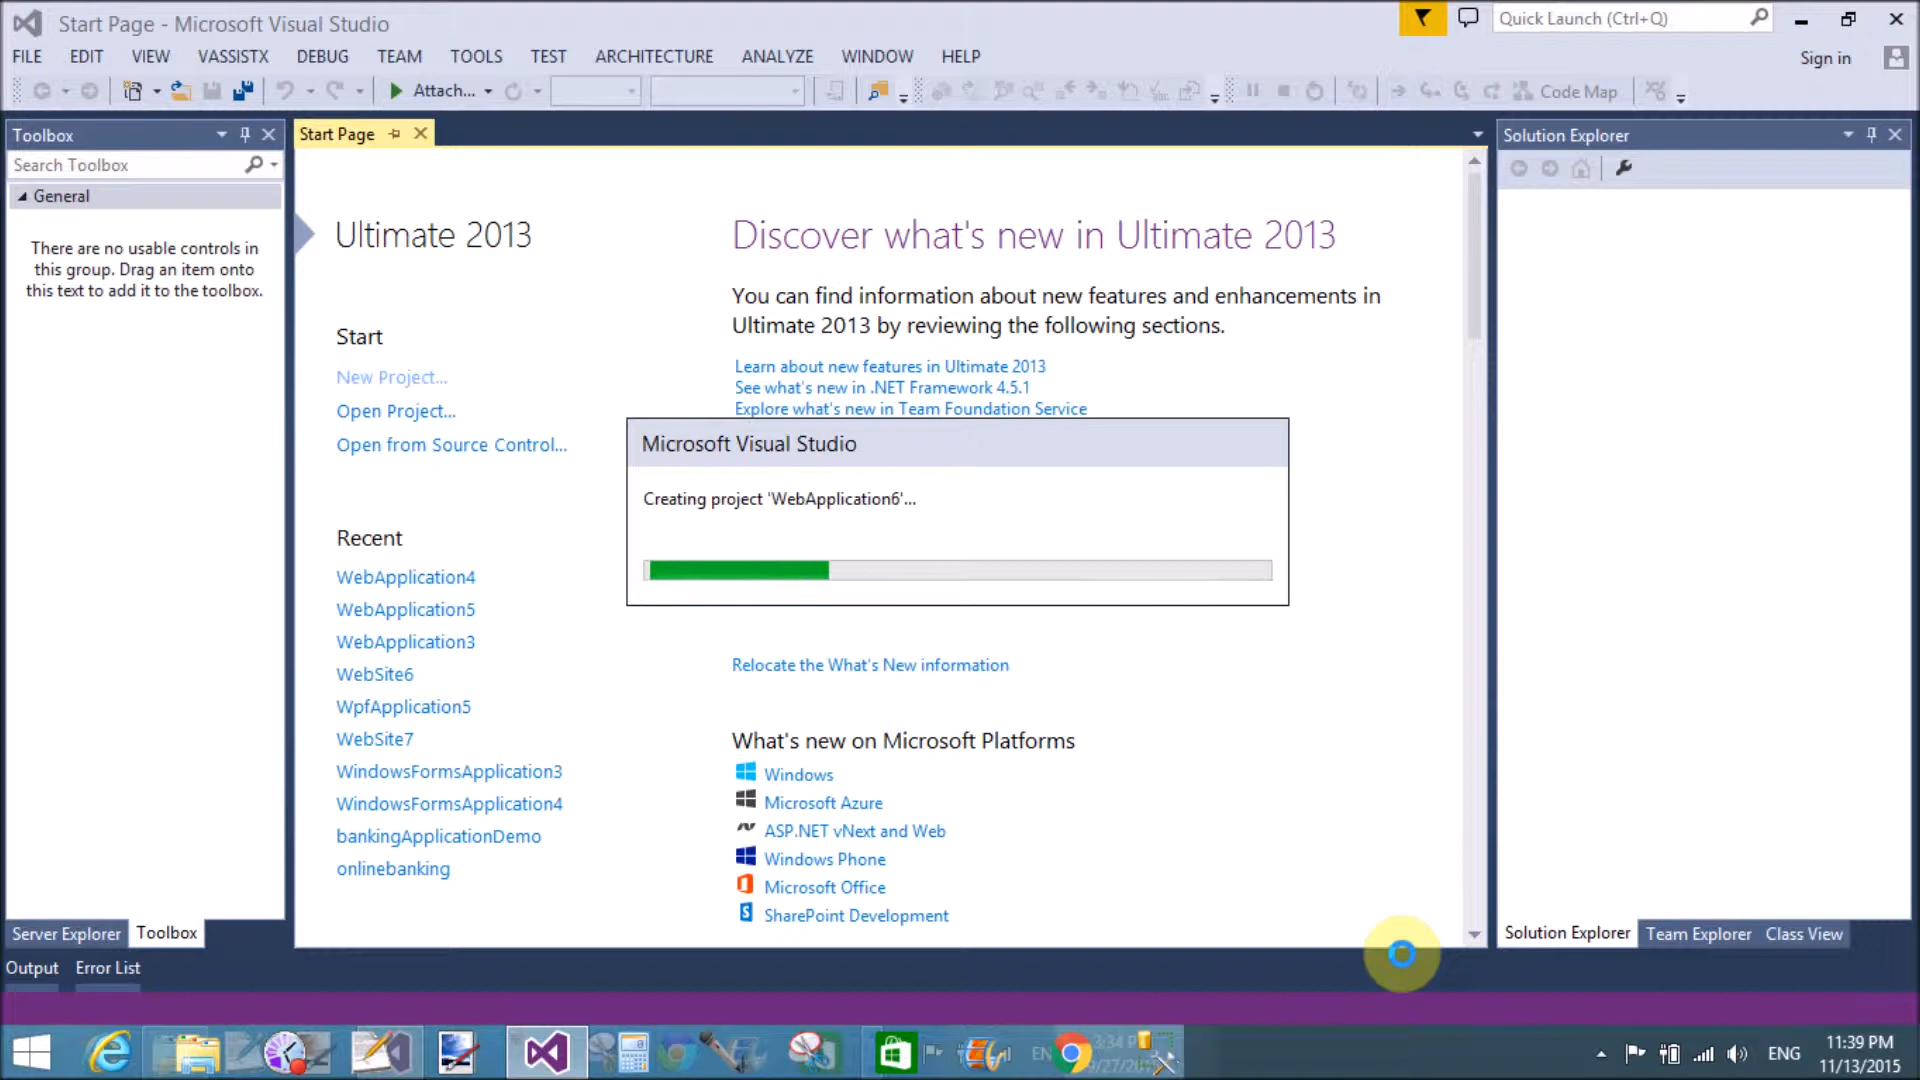 Start Page - Microsoft Visual Studio
Quick Launch (Ctrl+Q)
FILE EDIT VIEW VASSISTX DEBUG TEAM TOOLS TEST ARCHITECTURE ANALYZE WINDOW HELP
Sign in
Attach...
Code Map
Toolbox
Search Toolbox
General
There are no usable controls in
this group. Drag an item onto
this text to add it to the toolbox.
Server Explorer
Toolbox
Start Page
Ultimate 2013
Start
New Project...
Open Project...
Open from Source Control...
Recent
WebApplication4
WebApplication5
WebApplication3
WebSite6
WpfApplication5
WebSite7
WindowsFormsApplication3
WindowsFormsApplication4
bankingApplicationDemo
onlinebanking
Discover what's new in Ultimate 2013
You can find information about new features and enhancements in
Ultimate 2013 by reviewing the following sections.
Learn about new features in Ultimate 2013
See what's new in .NET Framework 4.5.1
Explore what's new in Team Foundation Service
Microsoft Visual Studio
Creating project 'WebApplication6'...
Relocate the What's New information
What's new on Microsoft Platforms
Windows
Microsoft Azure
ASP.NET vNext and Web
Windows Phone
Microsoft Office
SharePoint Development
Solution Explorer
Solution Explorer
Team Explorer
Class View
Output
Error List
ENG
11:39 PM
11/13/2015